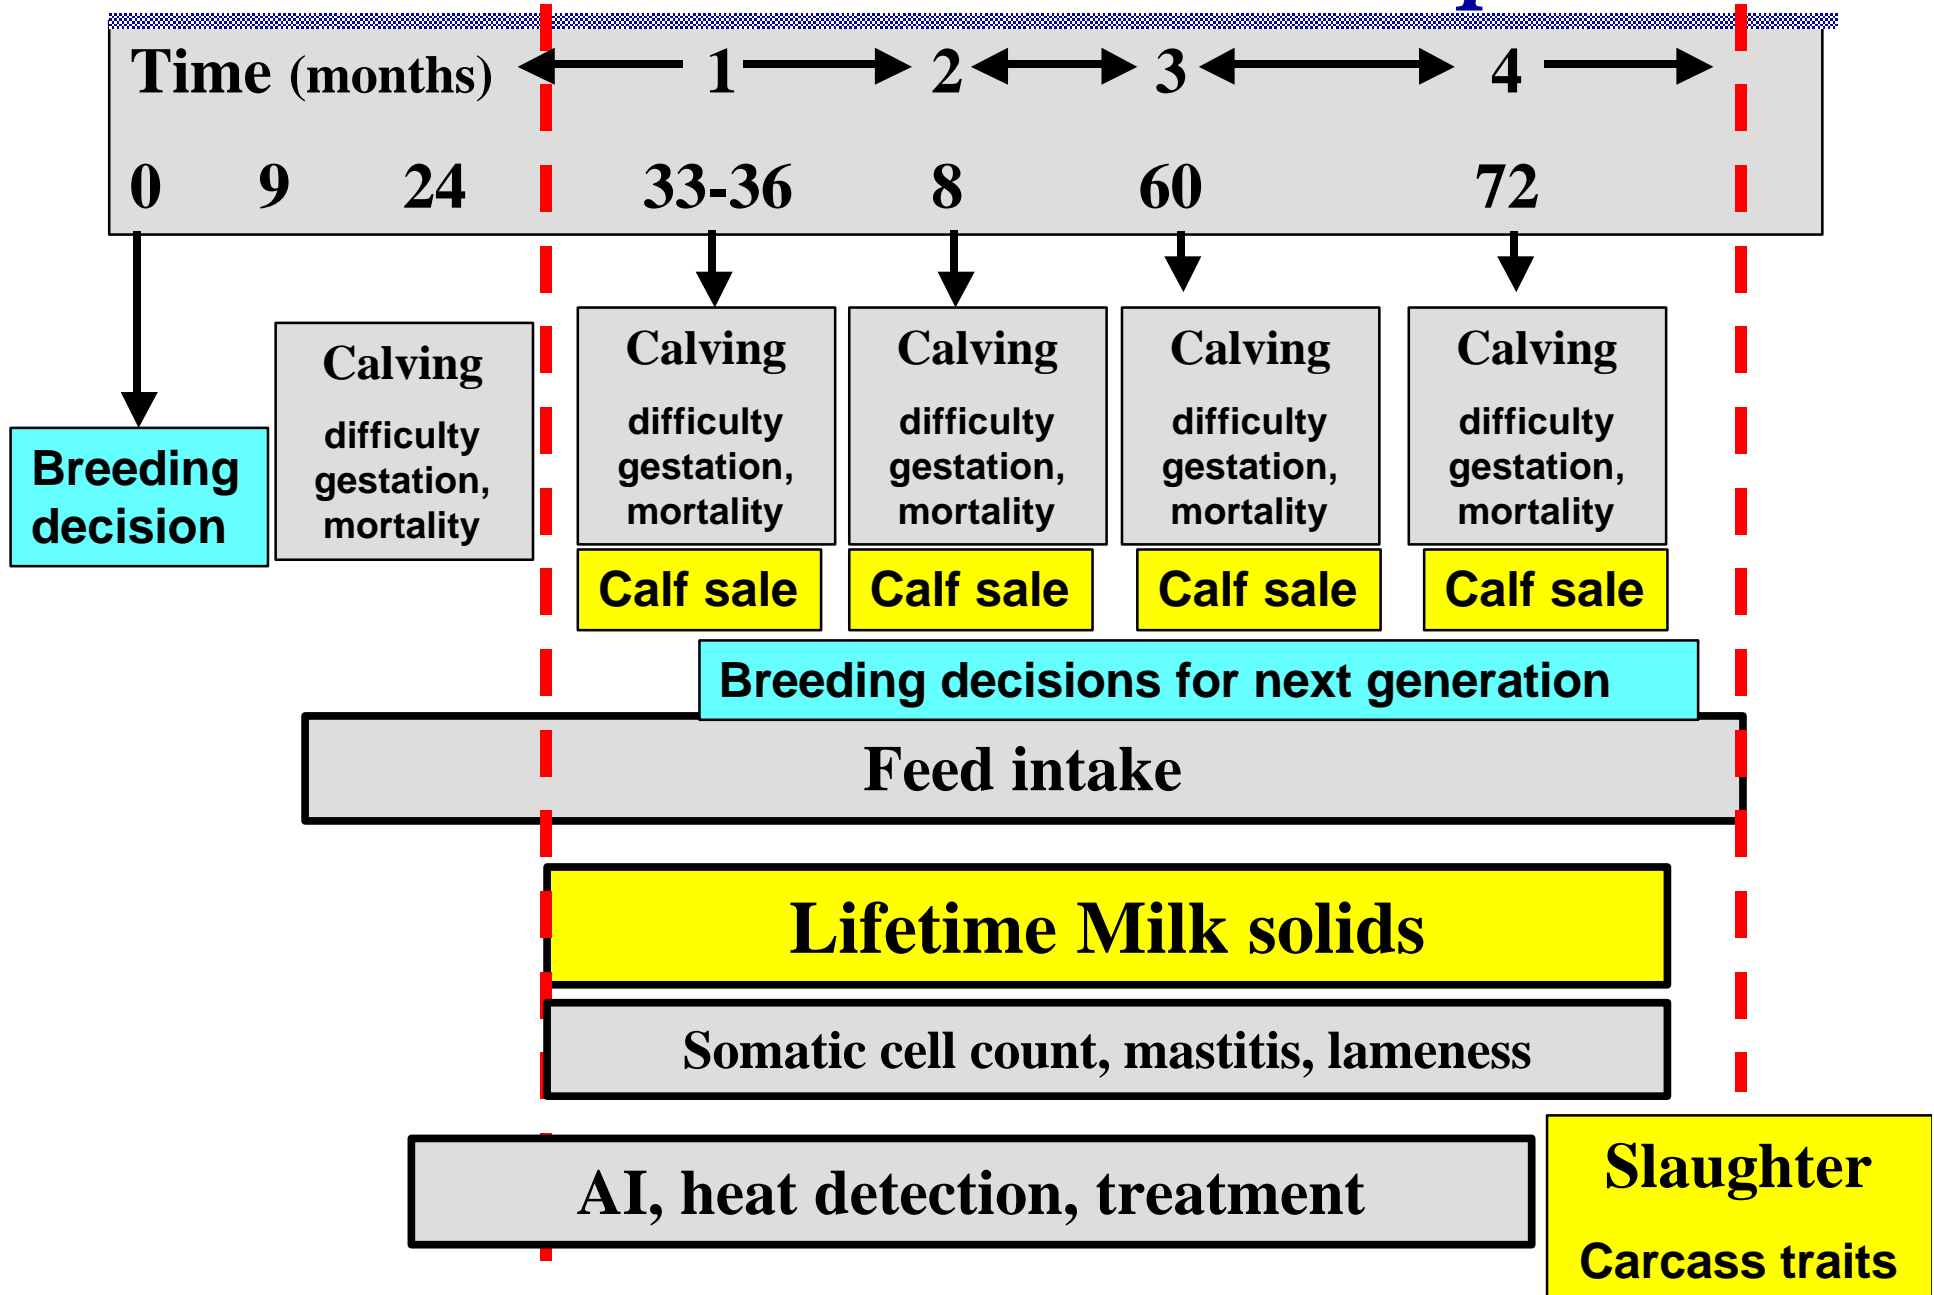 Time (months) 1 2 3 4
0 9 24 33-36 8 60 72
Breeding
decision
Calving
difficulty
gestation,
mortality
Calving
difficulty
gestation,
mortality
Calf sale
Calving
difficulty
gestation,
mortality
Calf sale
Calving
difficulty
gestation,
mortality
Calf sale
Calving
difficulty
gestation,
mortality
Calf sale
Breeding decisions for next generation
Feed intake
Lifetime Milk solids
Somatic cell count, mastitis, lameness
AI, heat detection, treatment
Slaughter
Carcass traits